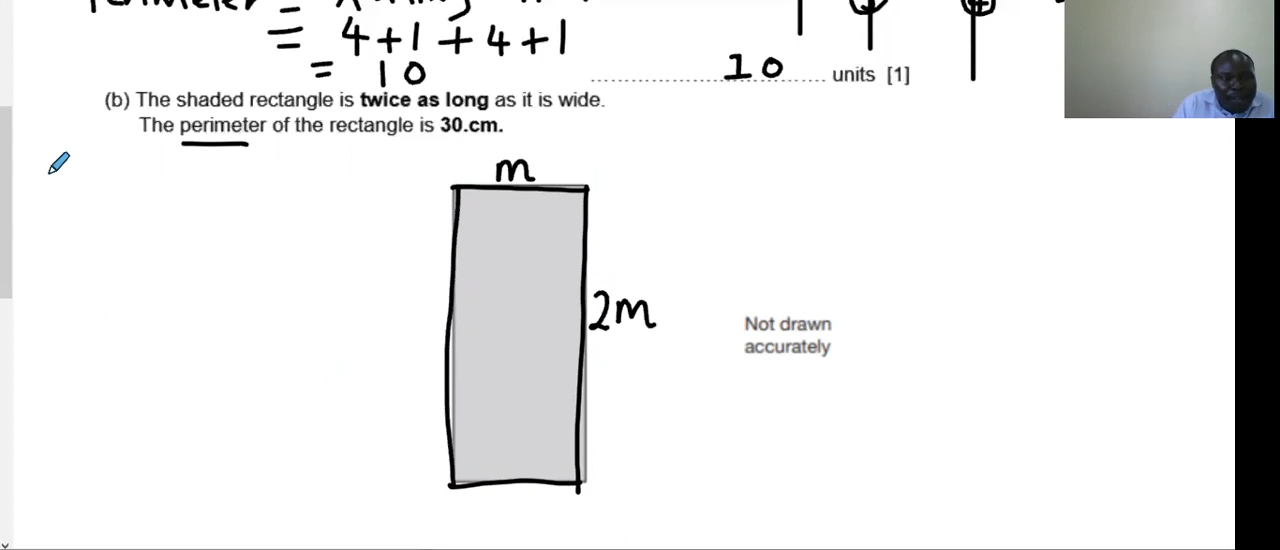 =
= 4+1+4+1
= 10
10 units [1]
(b) The shaded rectangle is twice as long as it is wide.
The perimeter of the rectangle is 30.cm.
m
2m
Not drawn
accurately